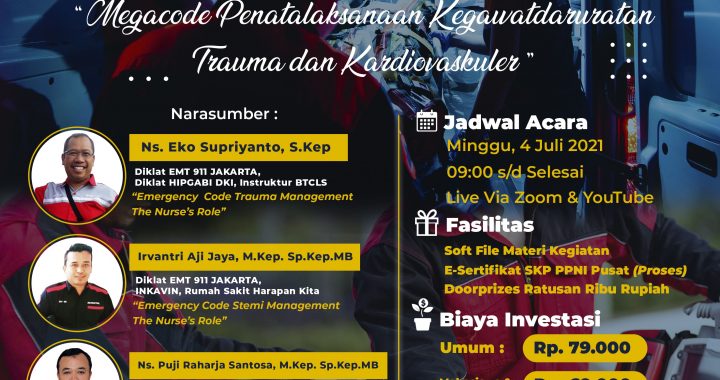 “ Megacode Penatalaksanaan Kegawatdaruratan
Trauma dan Kardiovaskuler ”
Narasumber :
Ns. Eko Supriyanto, S.Kep
Diklat EMT 911 JAKARTA,
Diklat HIPGABI DKI, Instruktur BTCLS
“Emergency Code Trauma Management
The Nurse’s Role”
Irvantri Aji Jaya, M.Kep. Sp.Kep.MB
Diklat EMT 911 JAKARTA,
INKAVIN, Rumah Sakit Harapan Kita
“Emergency Code Stemi Management
The Nurse’s Role”
Ns. Puji Raharja Santosa, M.Kep. Sp.Kep.MB
Jadwal Acara
Minggu, 4 Juli 2021
09:00 s/d Selesai
Live Via Zoom & YouTube
Fasilitas
Soft File Materi Kegiatan
E-Sertifikat SKP PPNI Pusat (Proses)
Doorprizes Ratusan Ribu Rupiah
Biaya Investasi
Umum : Rp. 79.000